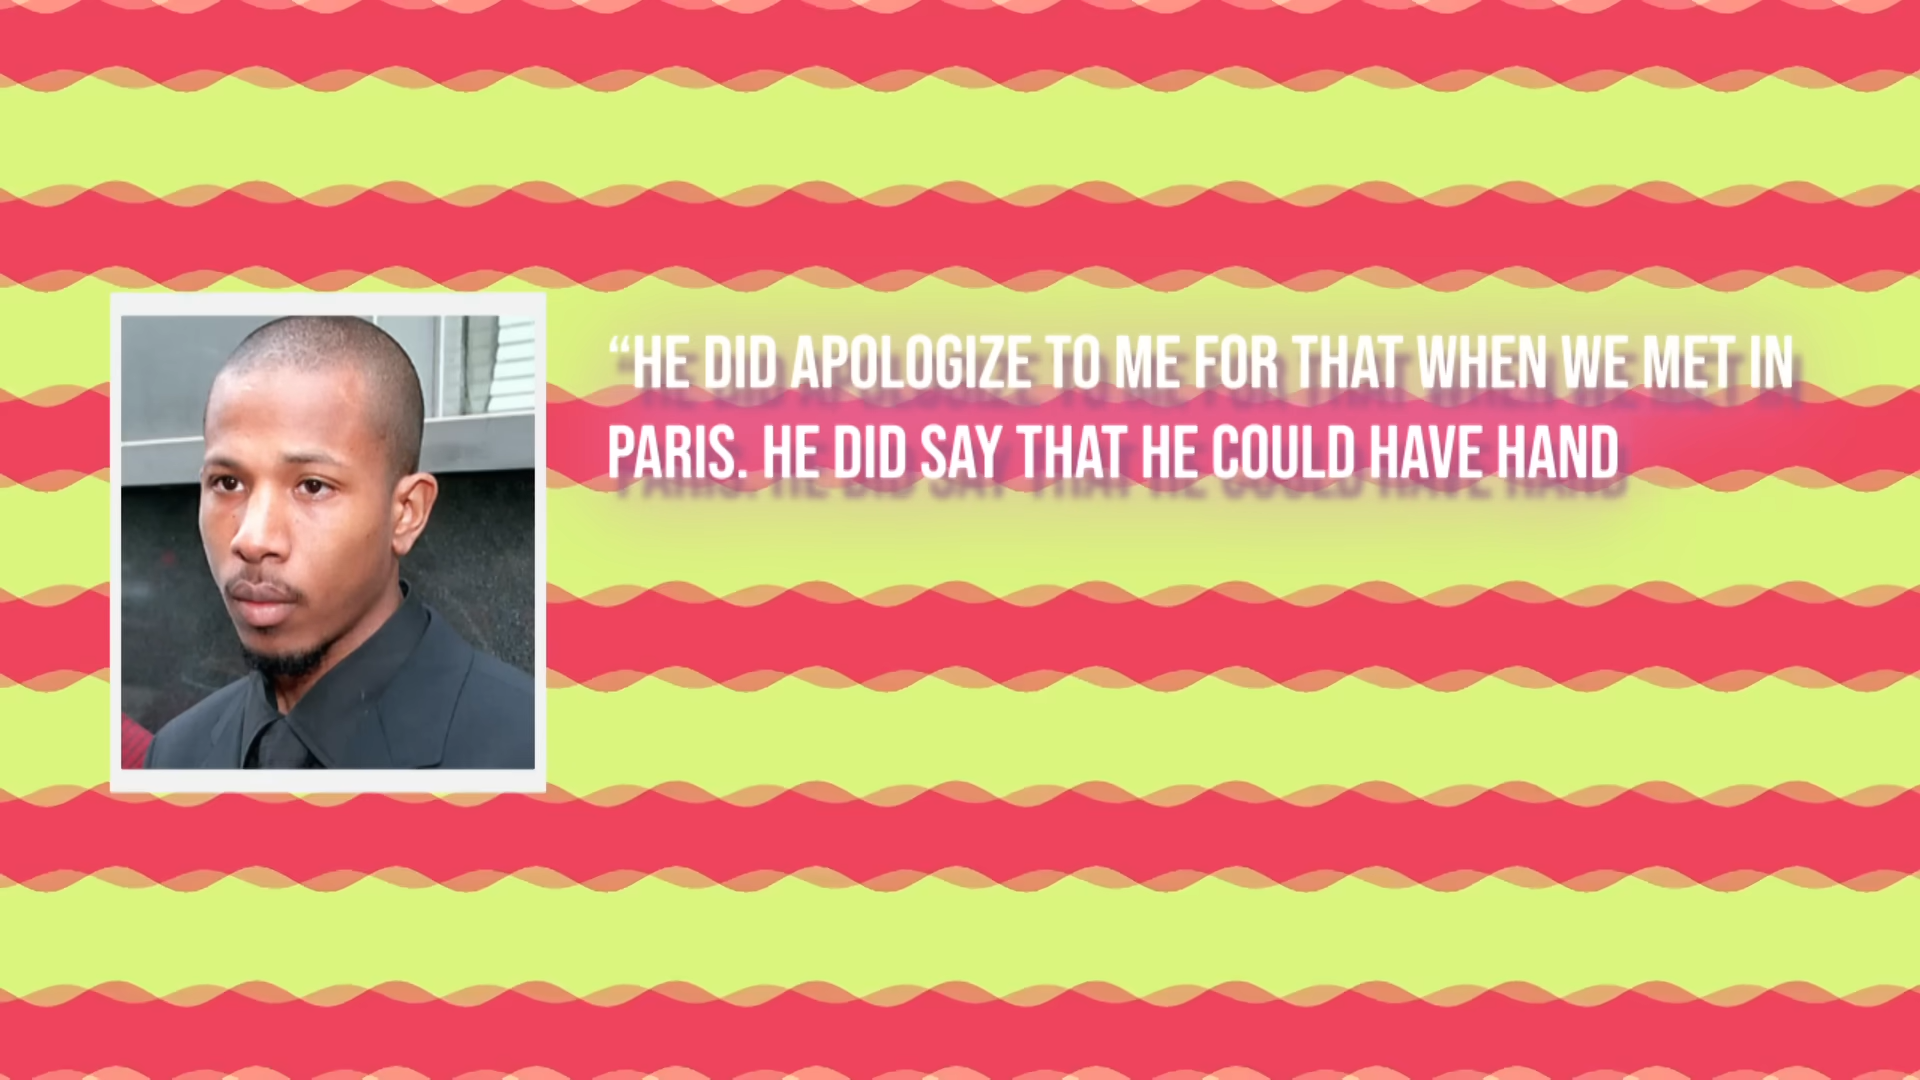 “HE DID APOLOGIZE TO ME FOR THAT WHEN WE MET IN
PARIS. HE DID SAY THAT HE COULD HAVE HAND